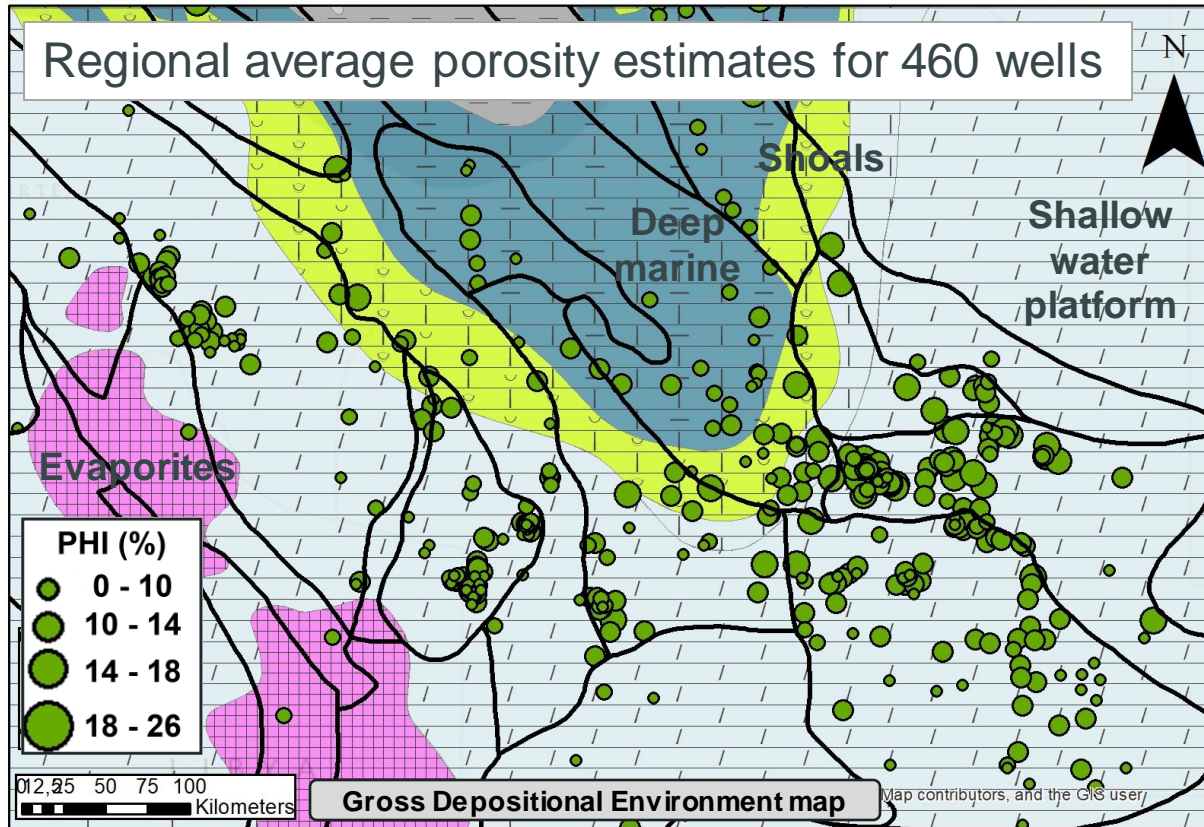 Regional average porosity estimates for 460 wells
N
Shoals
Shallow
water
platform
Deep
marine
Evaporites
PHI (%)
0 - 10
10 - 14
14 - 18
18 - 26
0 12,5 25 50 75 100
Kilometers
Gross Depositional Environment map
Map contributors, and the GIS user